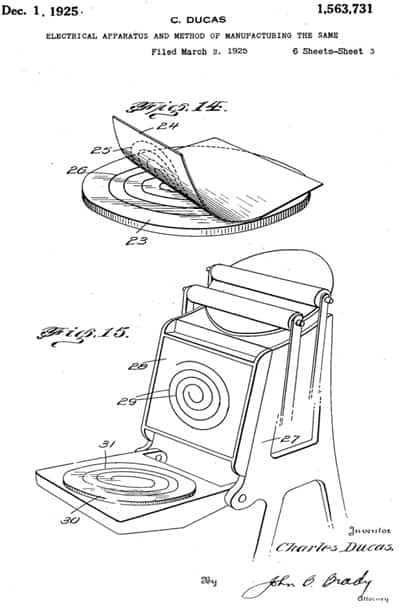 Dec. 1, 1925.
1,563,731
C. DUCAS
ELECTRICAL APPARATUS AND METHOD OF MANUFACTURING THE SAME
Filed March 2, 1925
6 Sheets-Sheet 3
Fig. 14.
24
25
26
23
Fig. 15.
28
29
27
31
30
Inventor
Charles Ducas.
By
John B. Brady
Attorney